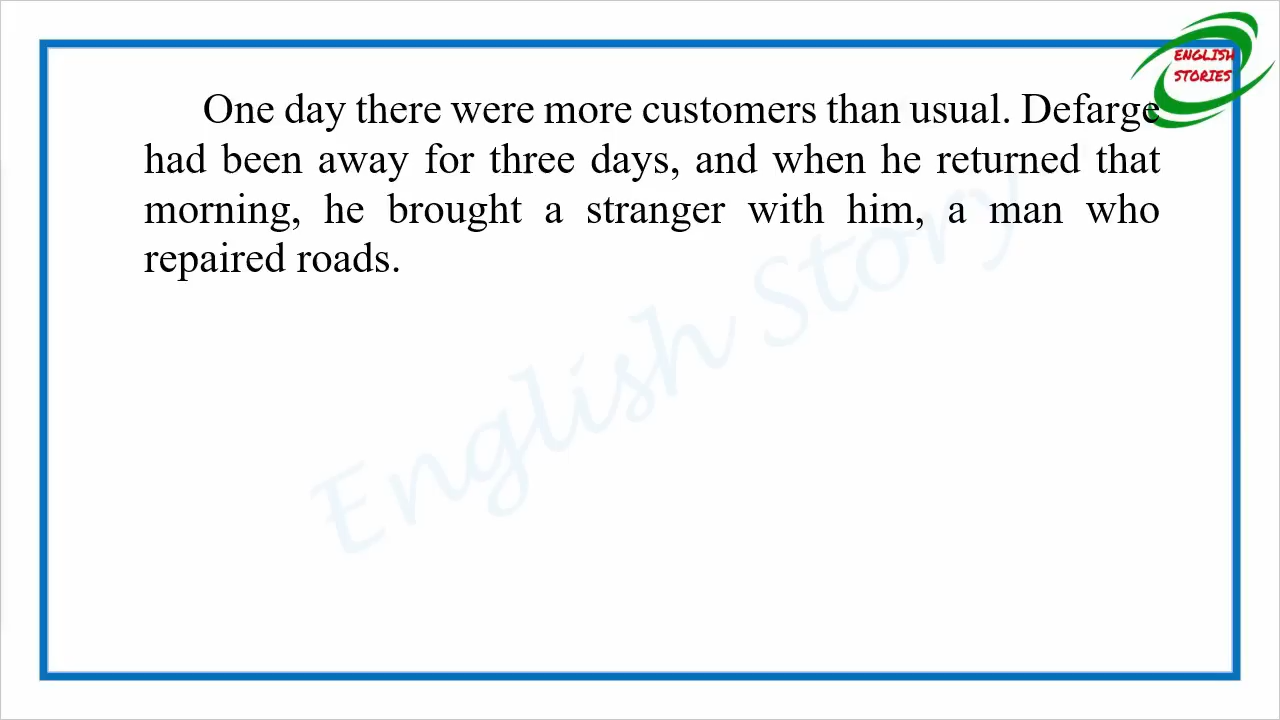 ENGLISH
STORIES
One day there were more customers than usual. Defarge
had been away for three days, and when he returned that
morning, he brought a stranger with him, a man who
repaired roads.
English Story